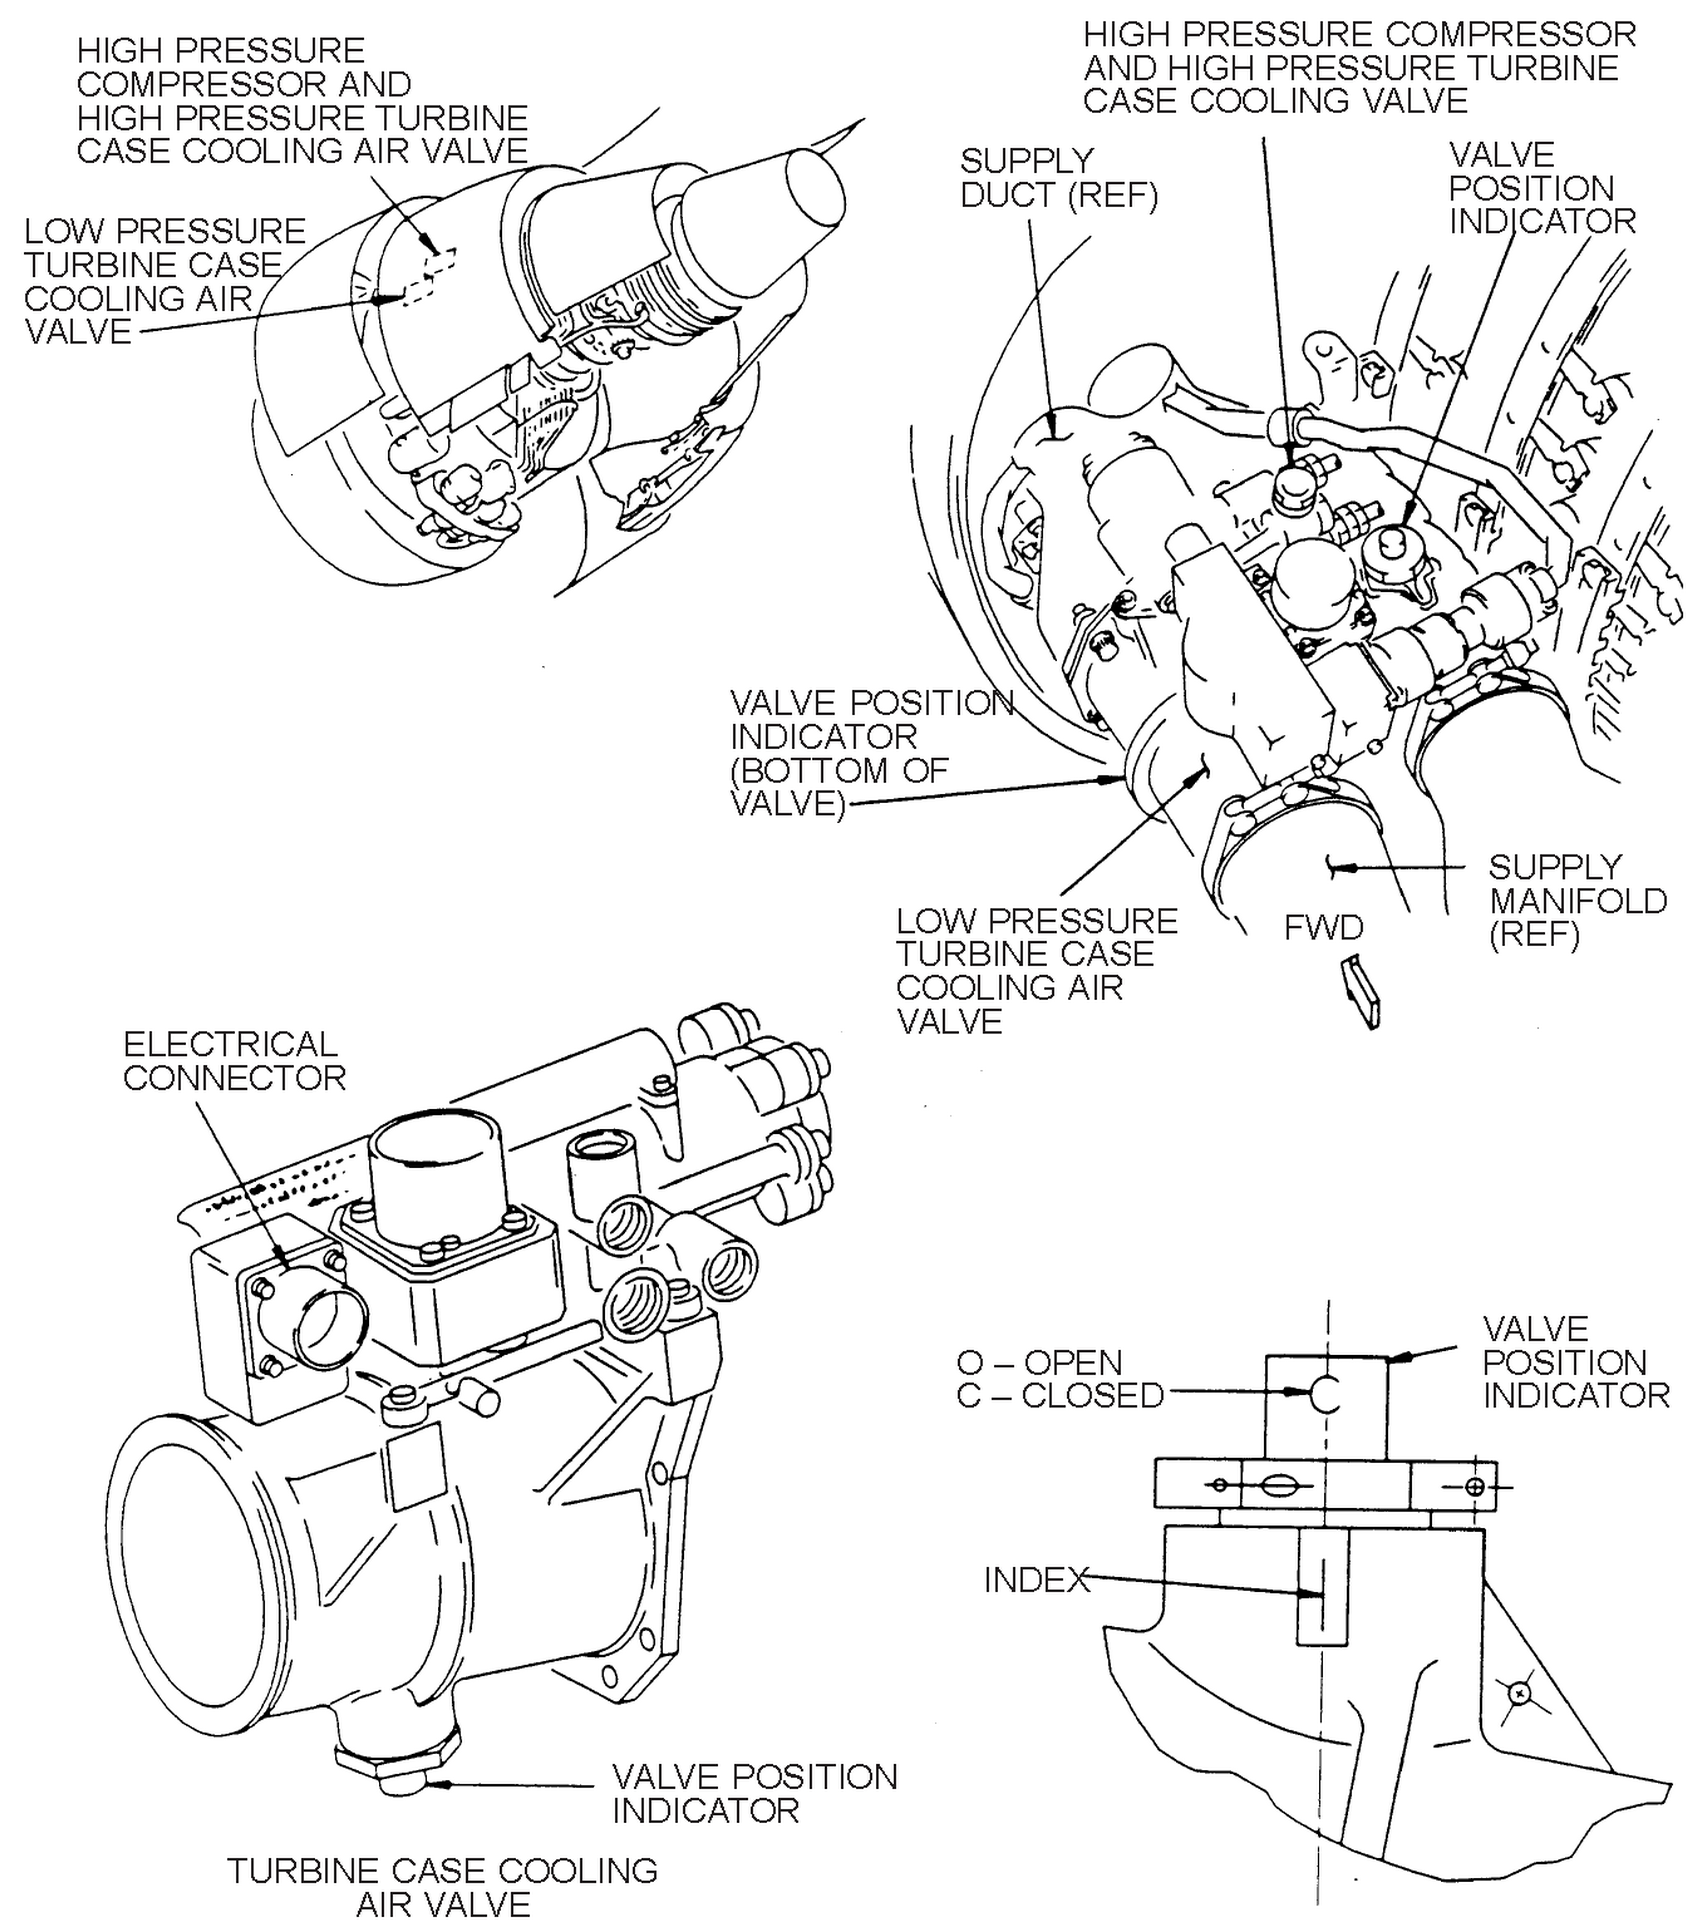 HIGH PRESSURE
COMPRESSOR AND
HIGH PRESSURE TURBINE
CASE COOLING AIR VALVE
LOW PRESSURE
TURBINE CASE
COOLING AIR
VALVE
HIGH PRESSURE COMPRESSOR
AND HIGH PRESSURE TURBINE
CASE COOLING VALVE
SUPPLY
DUCT (REF)
VALVE
POSITION
INDICATOR
VALVE POSITION
INDICATOR
(BOTTOM OF
VALVE)
LOW PRESSURE
TURBINE CASE
COOLING AIR
VALVE
FWD
SUPPLY
MANIFOLD
(REF)
ELECTRICAL
CONNECTOR
VALVE POSITION
INDICATOR
TURBINE CASE COOLING
AIR VALVE
O – OPEN
C – CLOSED
VALVE
POSITION
INDICATOR
C
INDEX